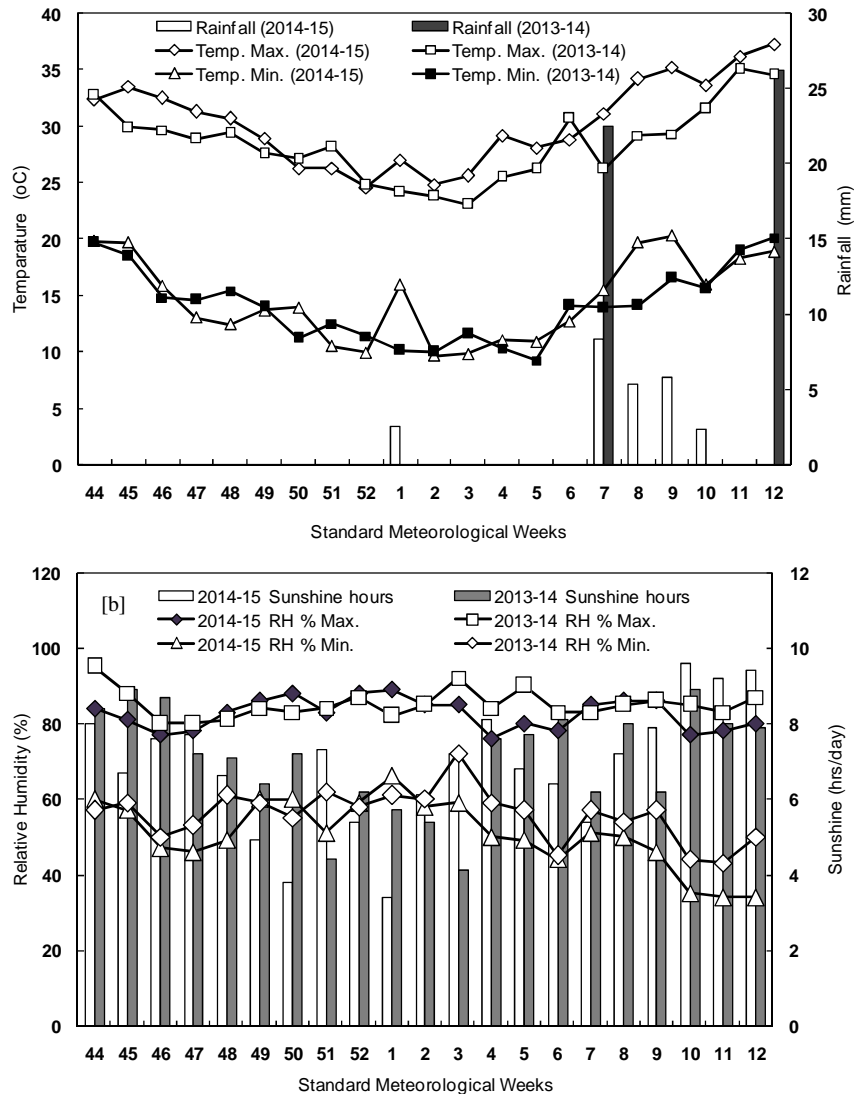 Rainfall (2014-15) Rainfall (2013-14)
Temp. Max. (2014-15) Temp. Max. (2013-14)
Temp. Min. (2014-15) Temp. Min. (2013-14)
40
35
30
25
20
15
10
5
0
Temparature (oC)
30
25
20
15
10
5
0
Rainfall (mm)
44 45 46 47 48 49 50 51 52 1 2 3 4 5 6 7 8 9 10 11 12
Standard Meteorological Weeks
[b]
2014-15 Sunshine hours 2013-14 Sunshine hours
2014-15 RH % Max. 2013-14 RH % Max.
2014-15 RH % Min. 2013-14 RH % Min.
120
100
80
60
40
20
0
Relative Humidity (%)
12
10
8
6
4
2
0
Sunshine (hrs/day)
44 45 46 47 48 49 50 51 52 1 2 3 4 5 6 7 8 9 10 11 12
Standard Meteorological Weeks